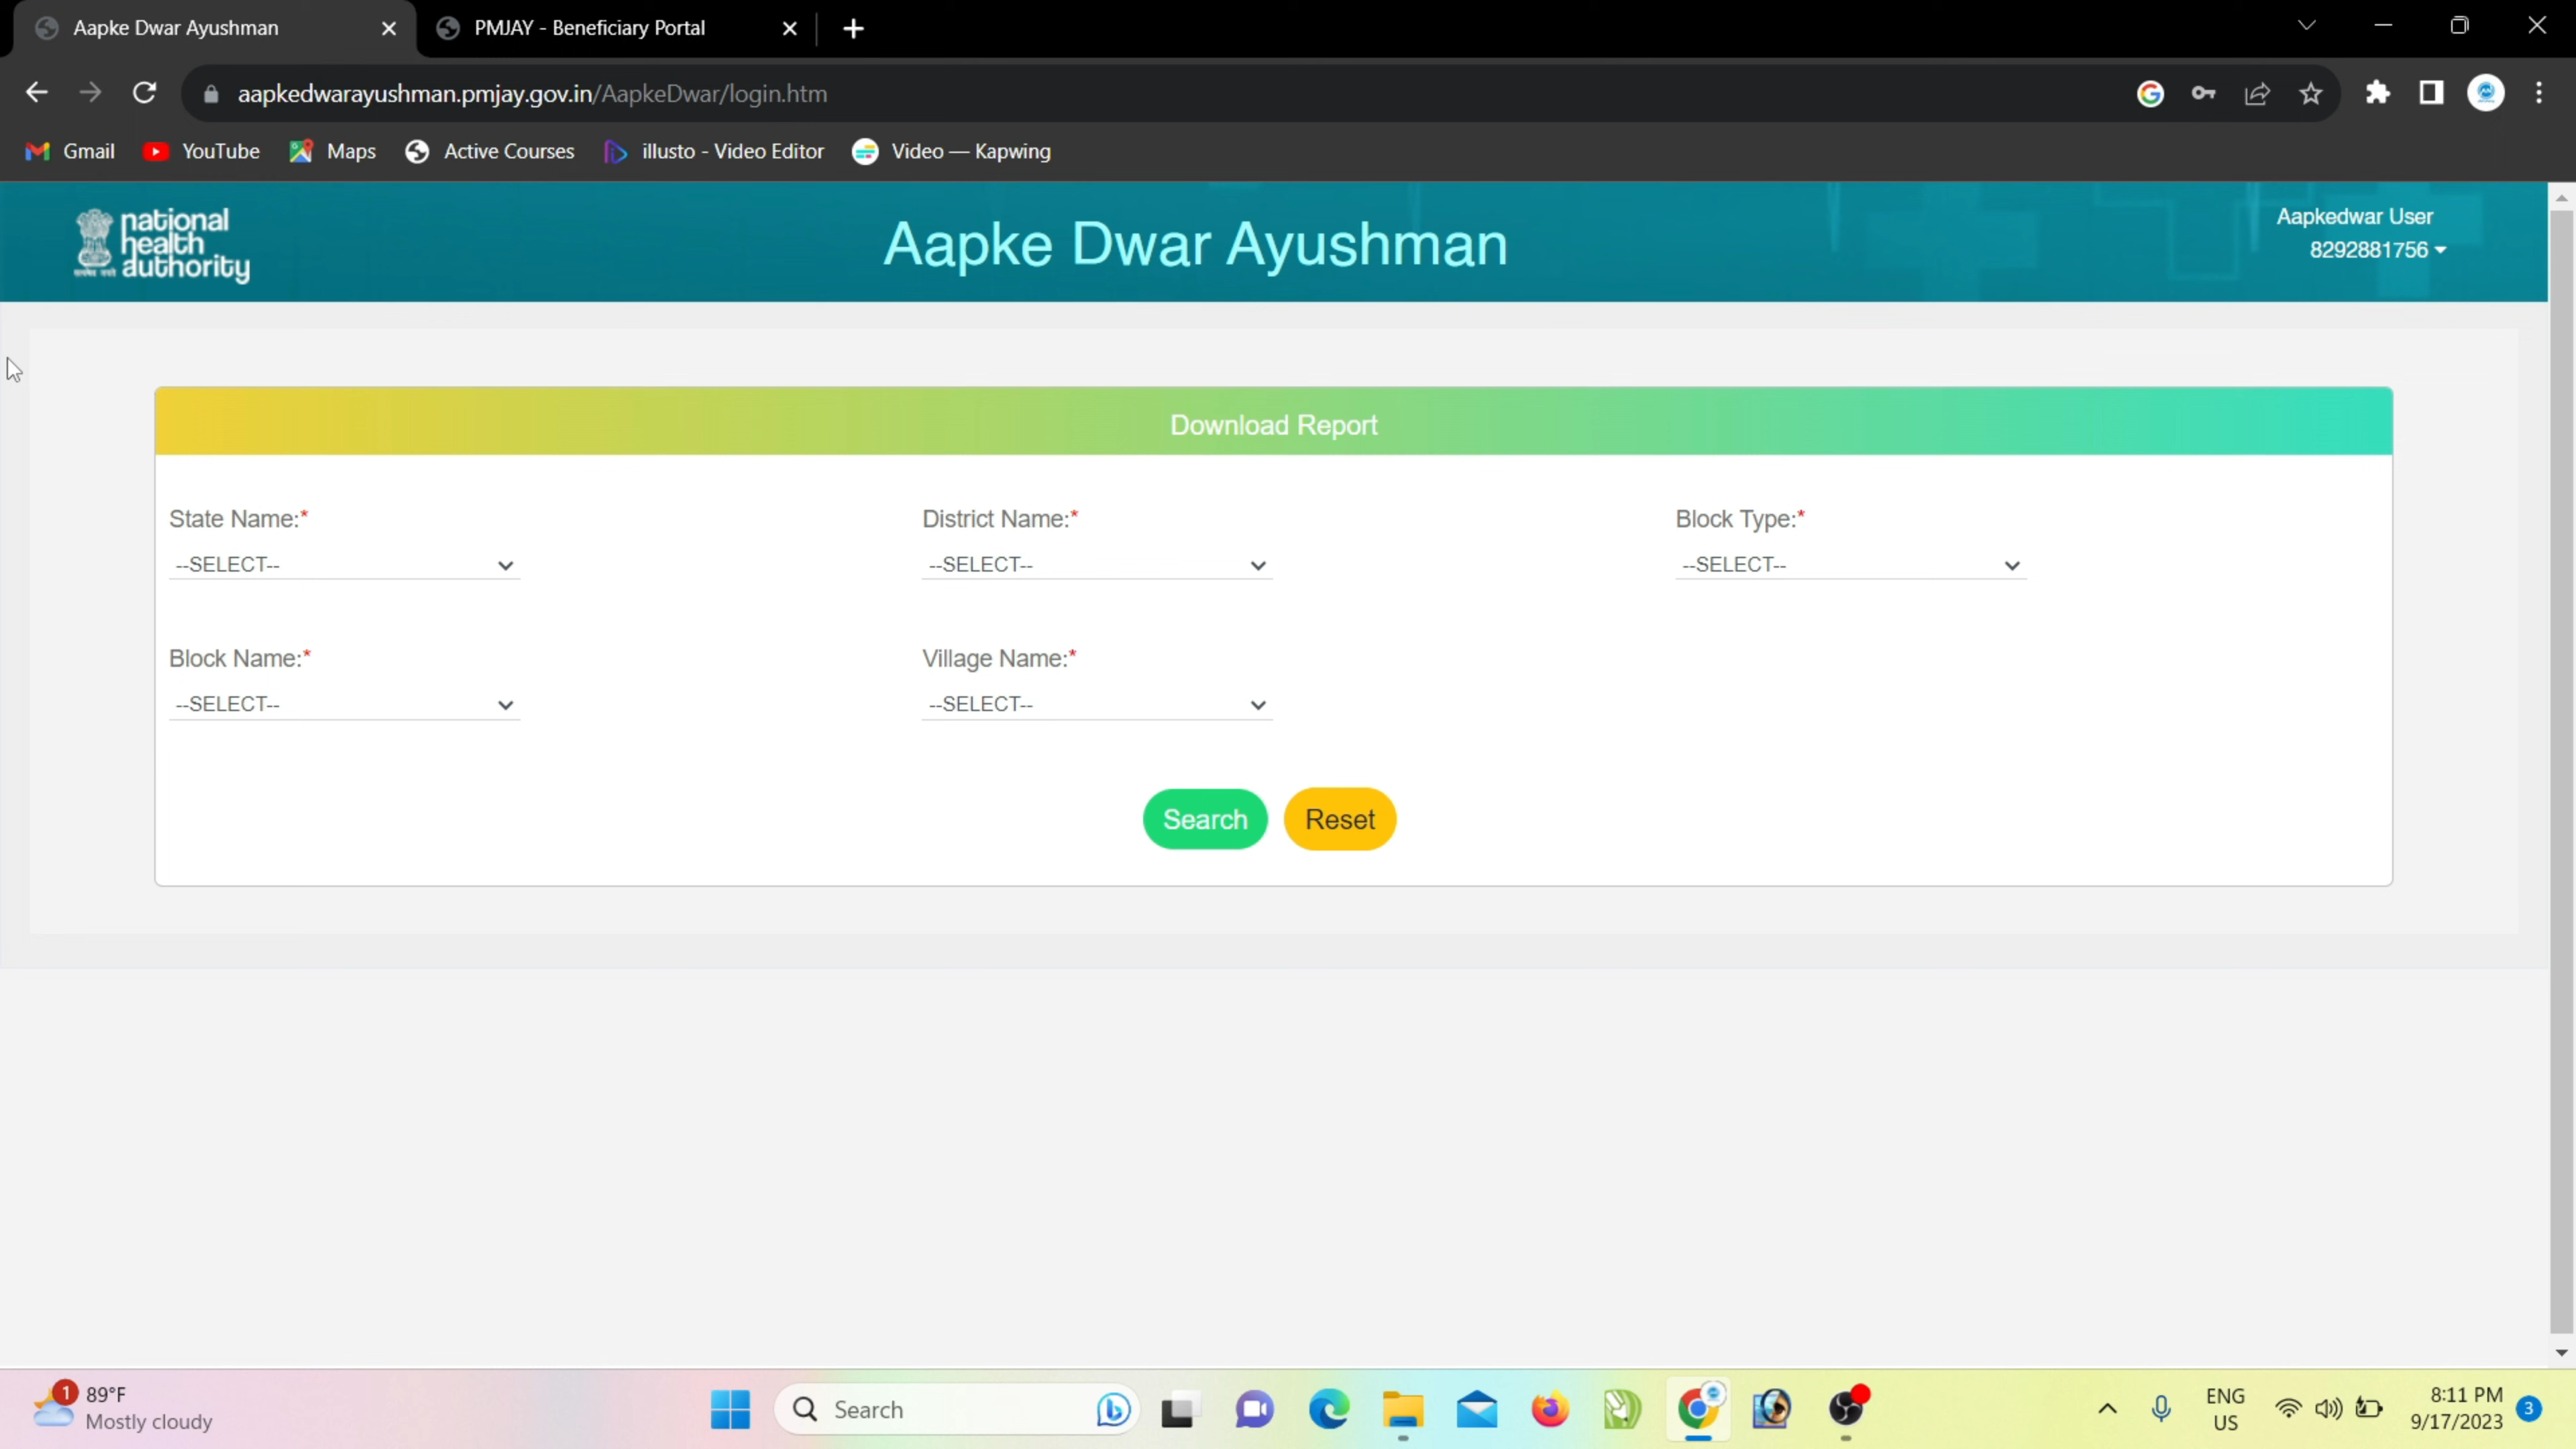 Aapke Dwar Ayushman
PMJAY - Beneficiary Portal
aapkedwarayushman.pmjay.gov.in/AapkeDwar/login.htm
Gmail
YouTube
Maps
Active Courses
illusto - Video Editor
Video — Kapwing
national
health
authority
Aapke Dwar Ayushman
Aapkedwar User
8292881756
Download Report
State Name:*
District Name:*
Block Type:*
--SELECT--
--SELECT--
--SELECT--
Block Name:*
Village Name:*
--SELECT--
--SELECT--
Search
Reset
1
89°F
Mostly cloudy
Search
ENG
US
8:11 PM
9/17/2023
3